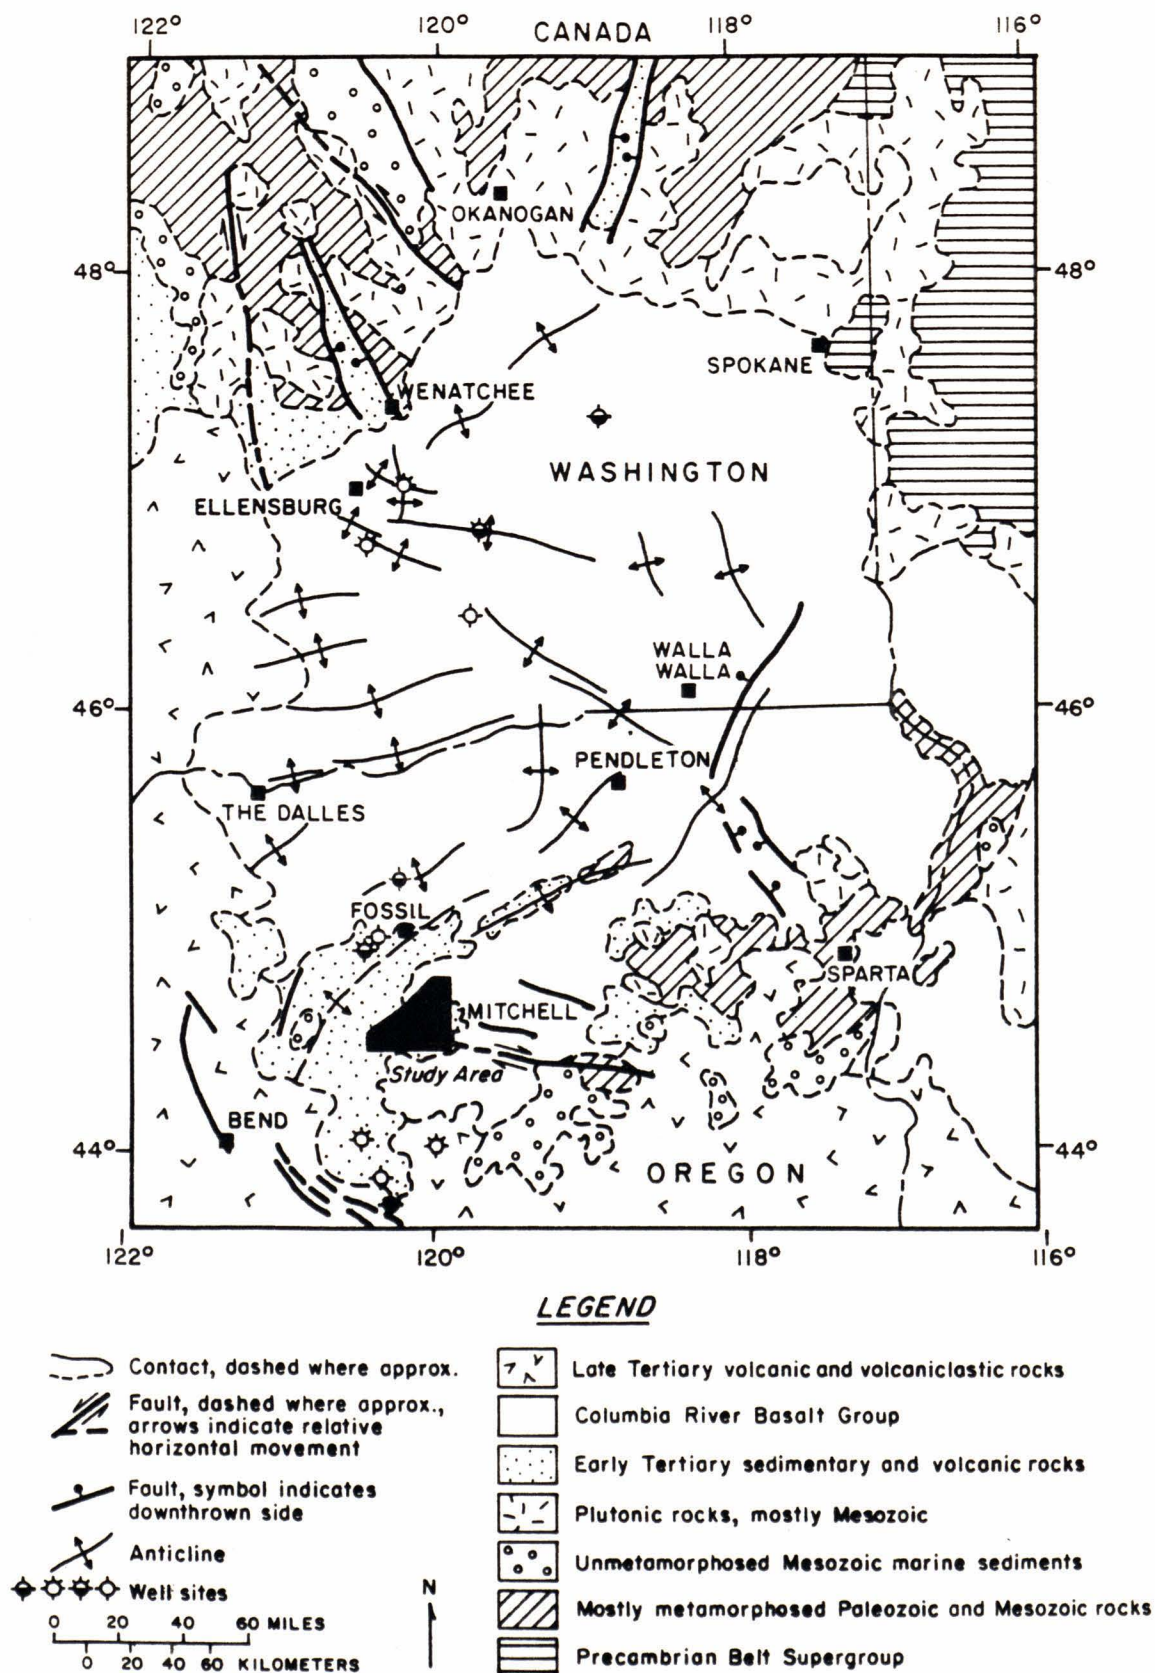 122° 120° 118° 116°
CANADA
OKANOGAN
48° 48°
SPOKANE
WENATCHEE
WASHINGTON
ELLENSBURG
WALLA
WALLA
46° 46°
PENDLETON
THE DALLES
FOSSIL
SPARTA
MITCHELL
Study Area
BEND
44° 44°
OREGON
122° 120° 118° 116°
LEGEND
Contact, dashed where approx.
Fault, dashed where approx.,
arrows indicate relative
horizontal movement
Fault, symbol indicates
downthrown side
Anticline
Well sites
0 20 40 60 MILES
0 20 40 60 KILOMETERS
N
Late Tertiary volcanic and volcaniclastic rocks
Columbia River Basalt Group
Early Tertiary sedimentary and volcanic rocks
Plutonic rocks, mostly Mesozoic
Unmetamorphosed Mesozoic marine sediments
Mostly metamorphosed Paleozoic and Mesozoic rocks
Precambrian Belt Supergroup